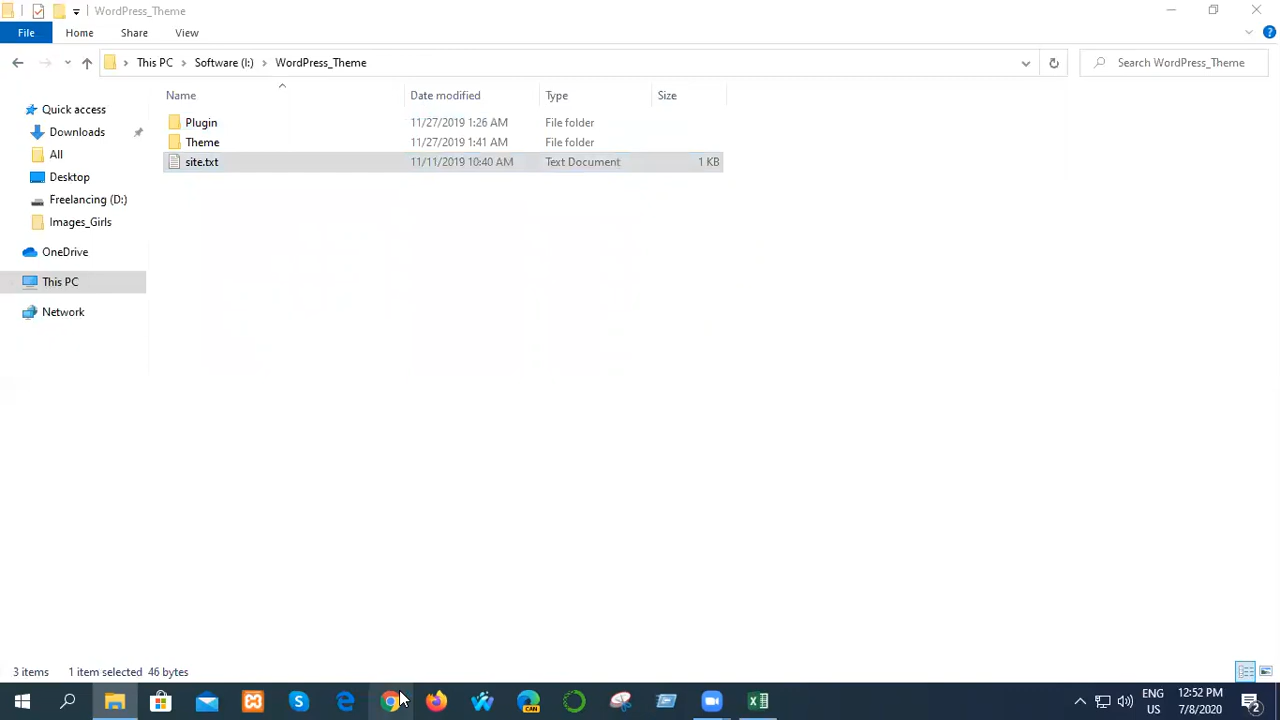 WordPress_Theme
File Home Share View
This PC Software (I:) WordPress_Theme
Search WordPress_Theme
Name Date modified Type Size
Quick access
Downloads
All
Desktop
Freelancing (D:)
Images_Girls
OneDrive
This PC
Network
Plugin 11/27/2019 1:26 AM File folder
Theme 11/27/2019 1:41 AM File folder
site.txt 11/11/2019 10:40 AM Text Document 1 KB
3 items 1 item selected 46 bytes
CAN
ENG
US
12:52 PM
7/8/2020
2